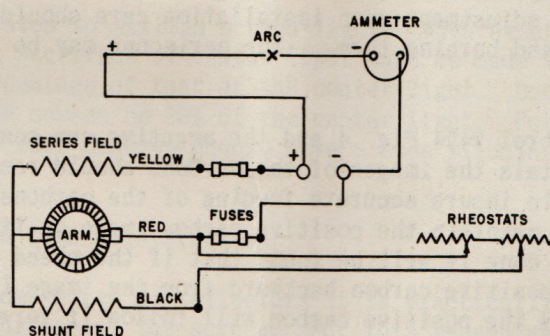 AMMETER
ARC
+
-
SERIES FIELD
YELLOW
+
-
FUSES
RED
ARM.
RHEOSTATS
BLACK
SHUNT FIELD